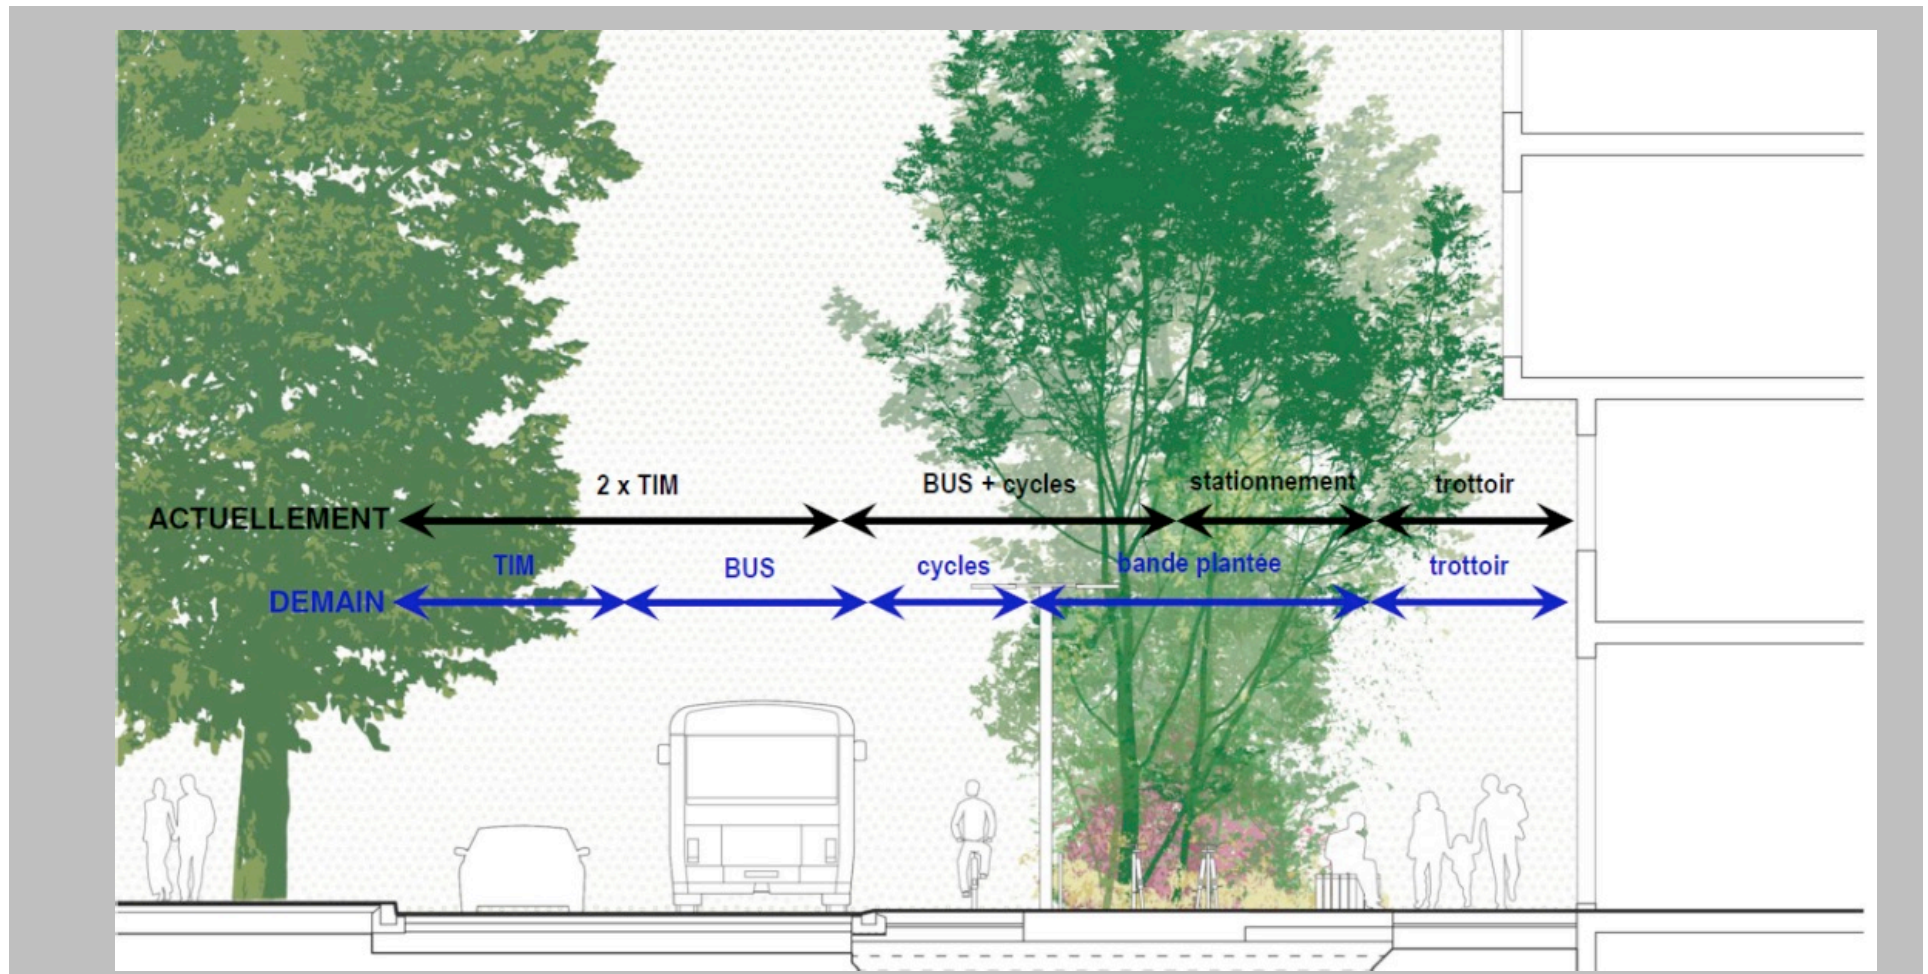 2 x TIM
BUS + cycles
stationnement
trottoir
ACTUELLEMENT
TIM
BUS
cycles
bande plantée
trottoir
DEMAIN